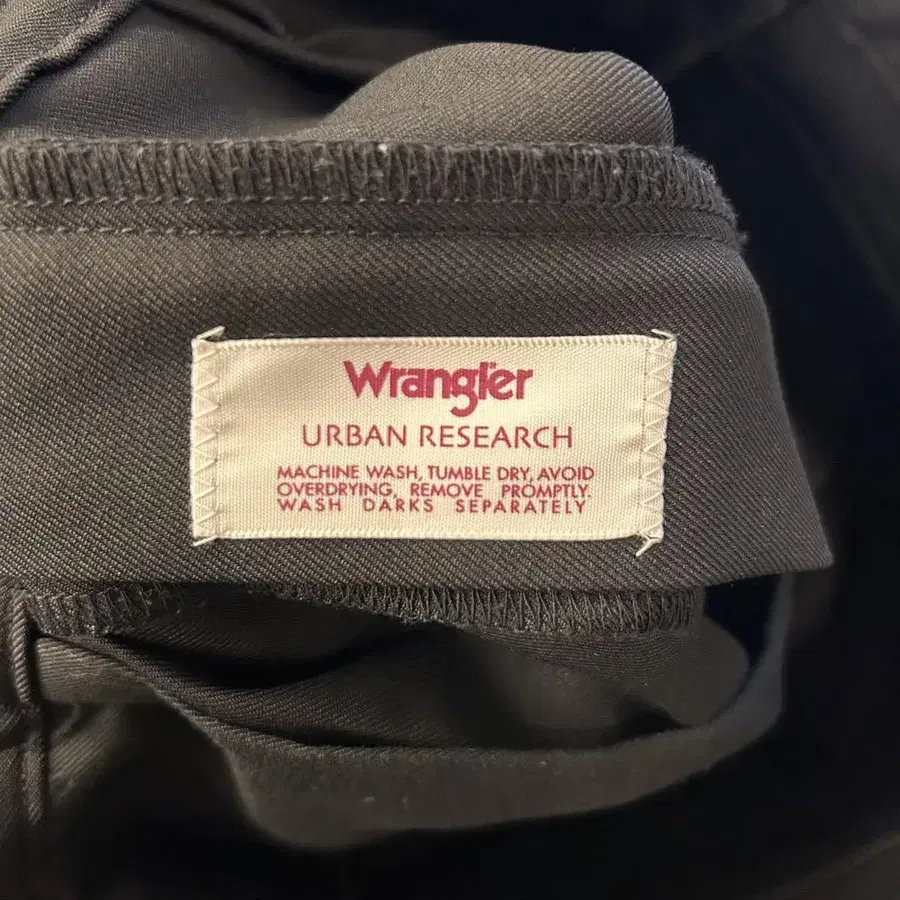 Wrangler
URBAN RESEARCH
MACHINE WASH, TUMBLE DRY, AVOID
OVERDRYING, REMOVE PROMPTLY.
WASH DARKS SEPARATELY